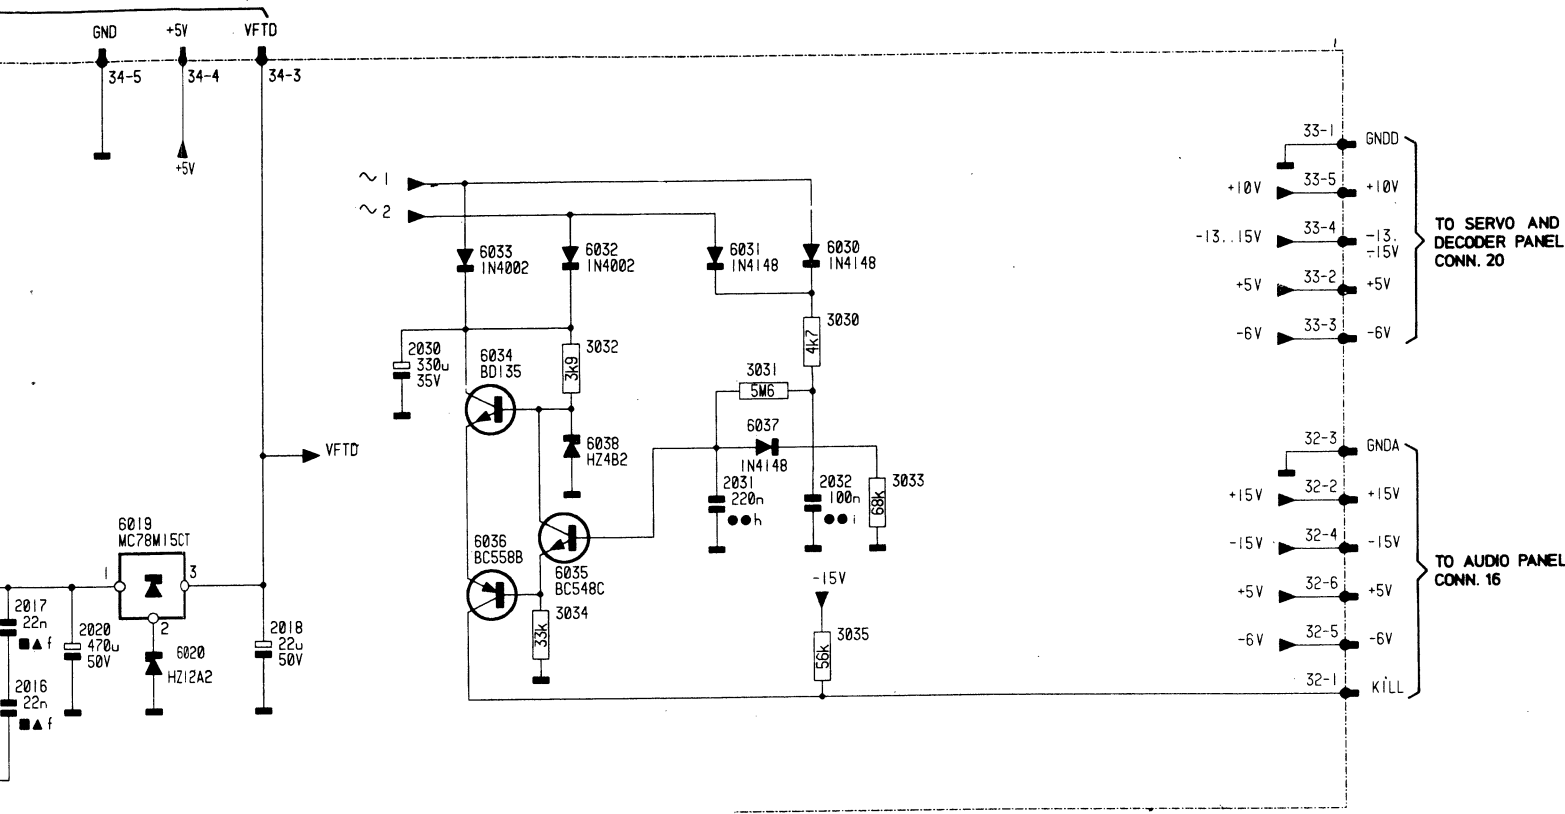 GND
+5V
VFTD
34-5
34-4
34-3
+5V
~1
~2
6033
1N4002
6032
1N4002
6031
1N4148
6030
1N4148
2030
330u
35V
6034
BD135
3032
3k9
3030
4k7
3031
5M6
6037
1N4148
6038
HZ4B2
VFTD
2031
220n
●●h
2032
100n
●●i
3033
68k
6036
BC558B
6035
BC548C
3034
33k
-15V
3035
56k
6019
MC78M15CT
1
3
2
2017
22n
■▲f
2020
470u
50V
6020
HZ12A2
2018
22u
50V
2016
22n
■▲f
33-1
GNDD
+10V
33-5
+10V
-13..15V
33-4
-13.
-15V
+5V
33-2
+5V
-6V
33-3
-6V
TO SERVO AND
DECODER PANEL
CONN. 20
32-3
GNDA
+15V
32-2
+15V
-15V
32-4
-15V
+5V
32-6
+5V
-6V
32-5
-6V
32-1
KILL
TO AUDIO PANEL
CONN. 16